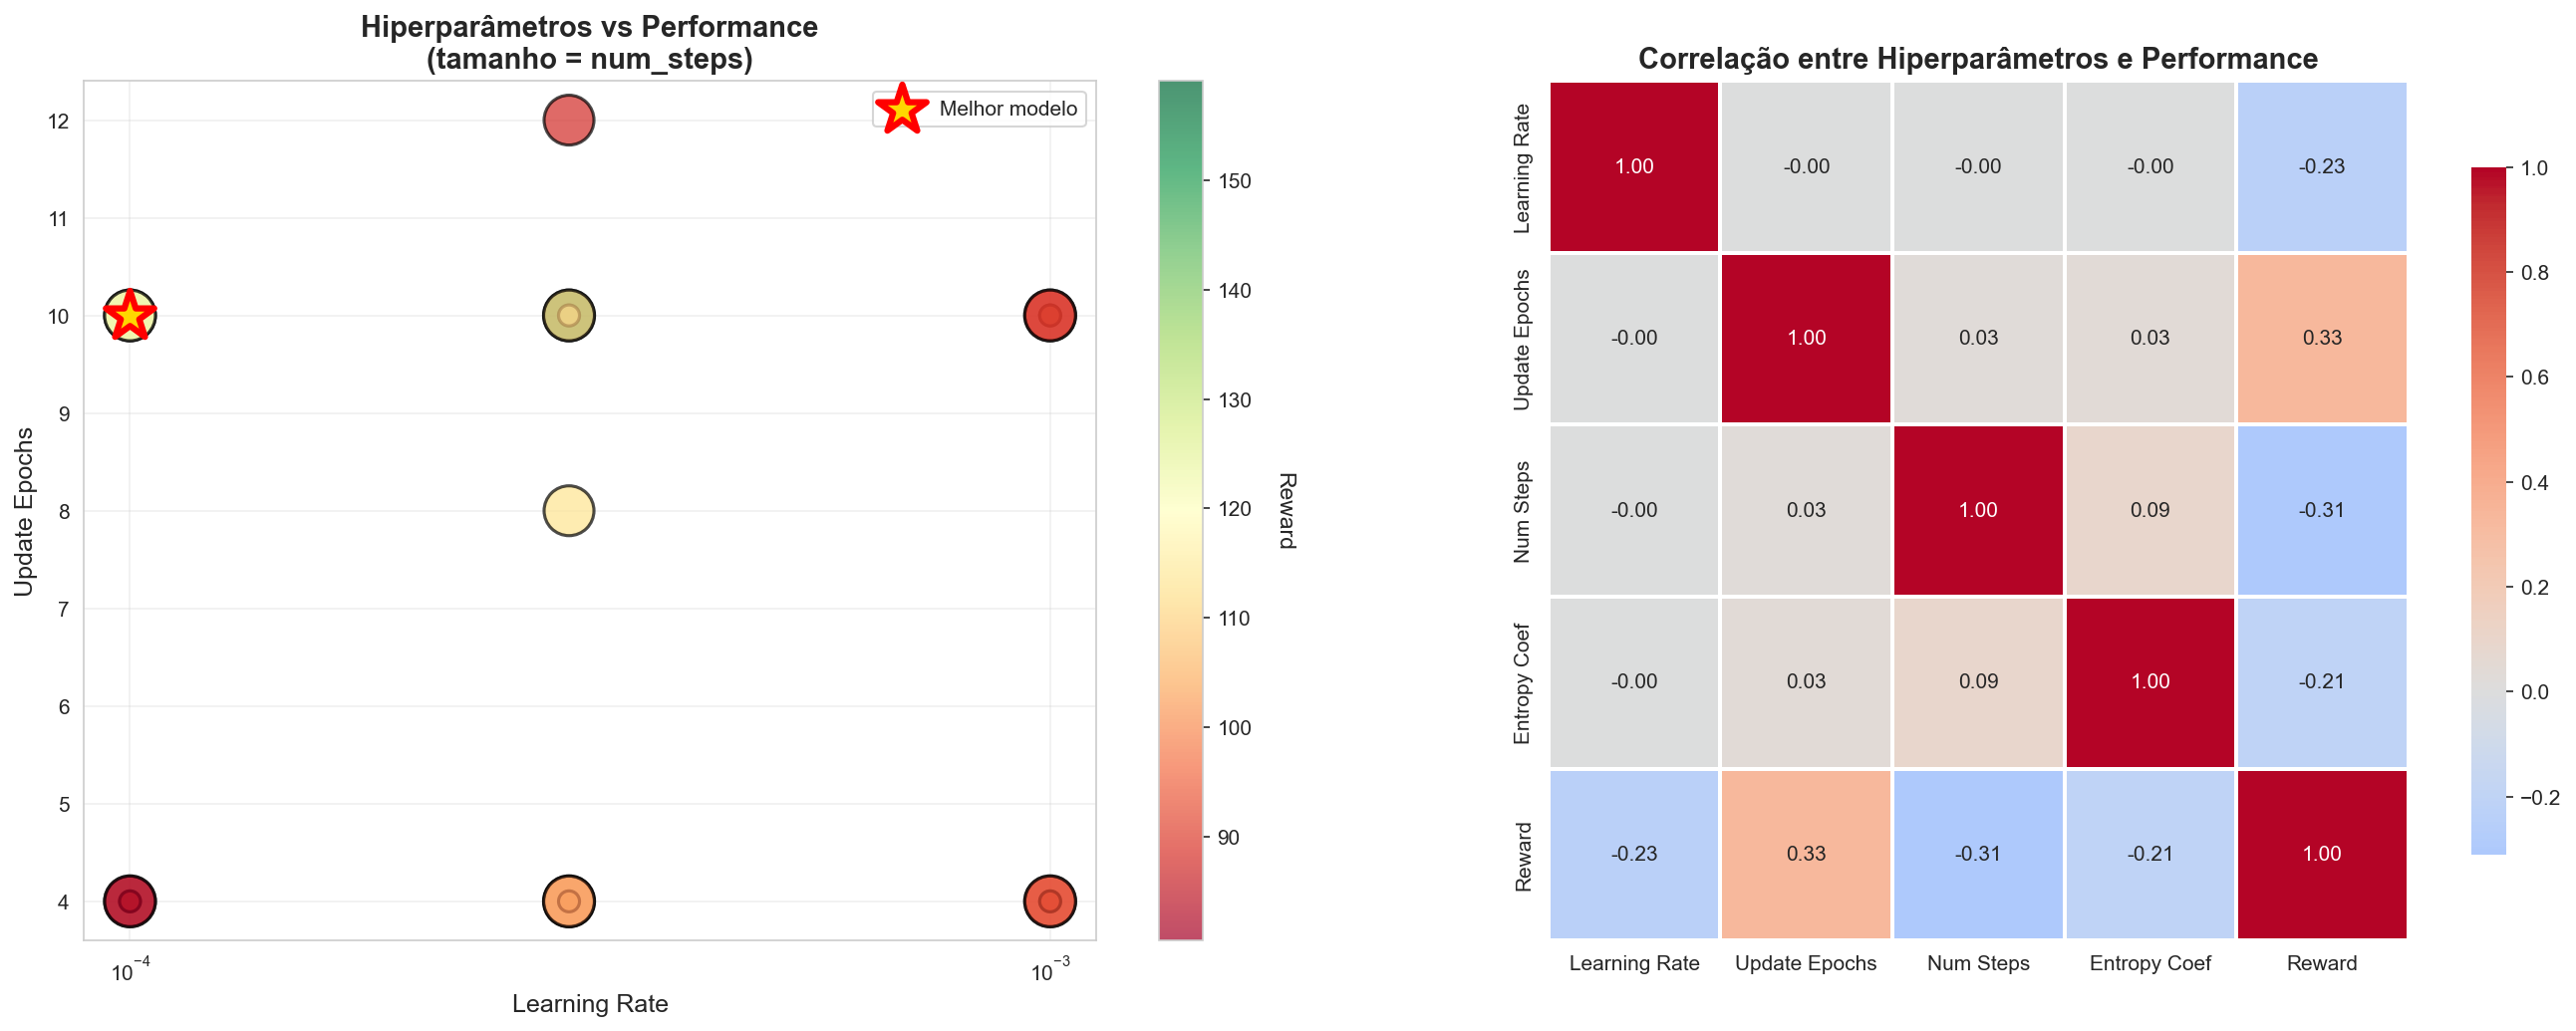 Hiperparâmetros vs Performance
(tamanho = num_steps)
Melhor modelo
12
11
10
9
8
7
6
5
4
Update Epochs
10⁻⁴
10⁻³
Learning Rate
150
140
130
120
110
100
90
Reward
Correlação entre Hiperparâmetros e Performance
Learning Rate
1.00 -0.00 -0.00 -0.00 -0.23
Update Epochs
-0.00 1.00 0.03 0.03 0.33
Num Steps
-0.00 0.03 1.00 0.09 -0.31
Entropy Coef
-0.00 0.03 0.09 1.00 -0.21
Reward
-0.23 0.33 -0.31 -0.21 1.00
Learning Rate Update Epochs Num Steps Entropy Coef Reward
1.0
0.8
0.6
0.4
0.2
0.0
−0.2